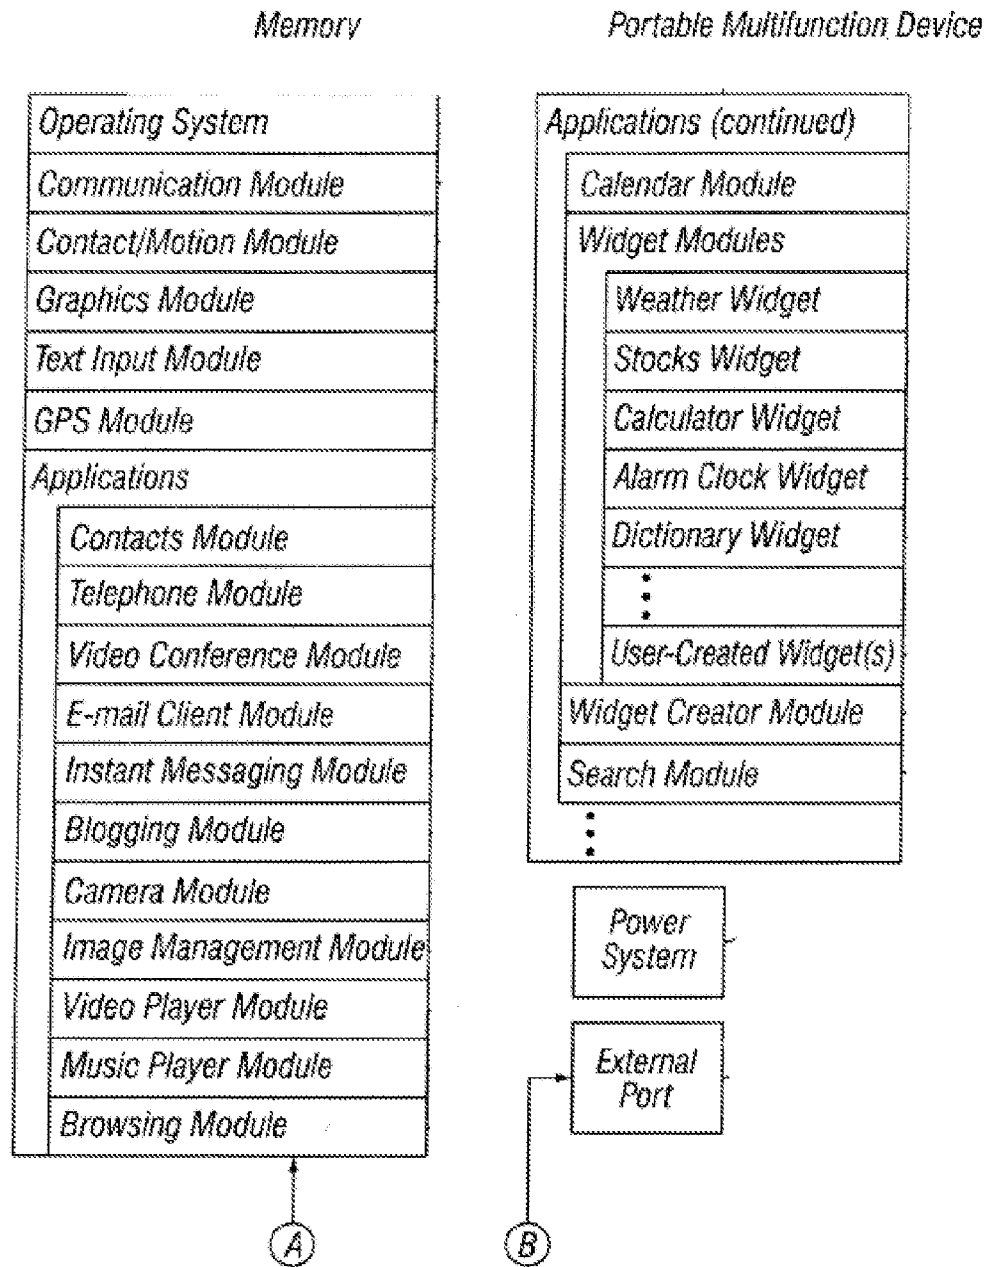 Memory
Portable Multifunction Device
Operating System
Communication Module
Contact/Motion Module
Graphics Module
Text Input Module
GPS Module
Applications
Contacts Module
Telephone Module
Video Conference Module
E-mail Client Module
Instant Messaging Module
Blogging Module
Camera Module
Image Management Module
Video Player Module
Music Player Module
Browsing Module
A
Applications (continued)
Calendar Module
Widget Modules
Weather Widget
Stocks Widget
Calculator Widget
Alarm Clock Widget
Dictionary Widget
User-Created Widget(s)
Widget Creator Module
Search Module
Power
System
External
Port
B